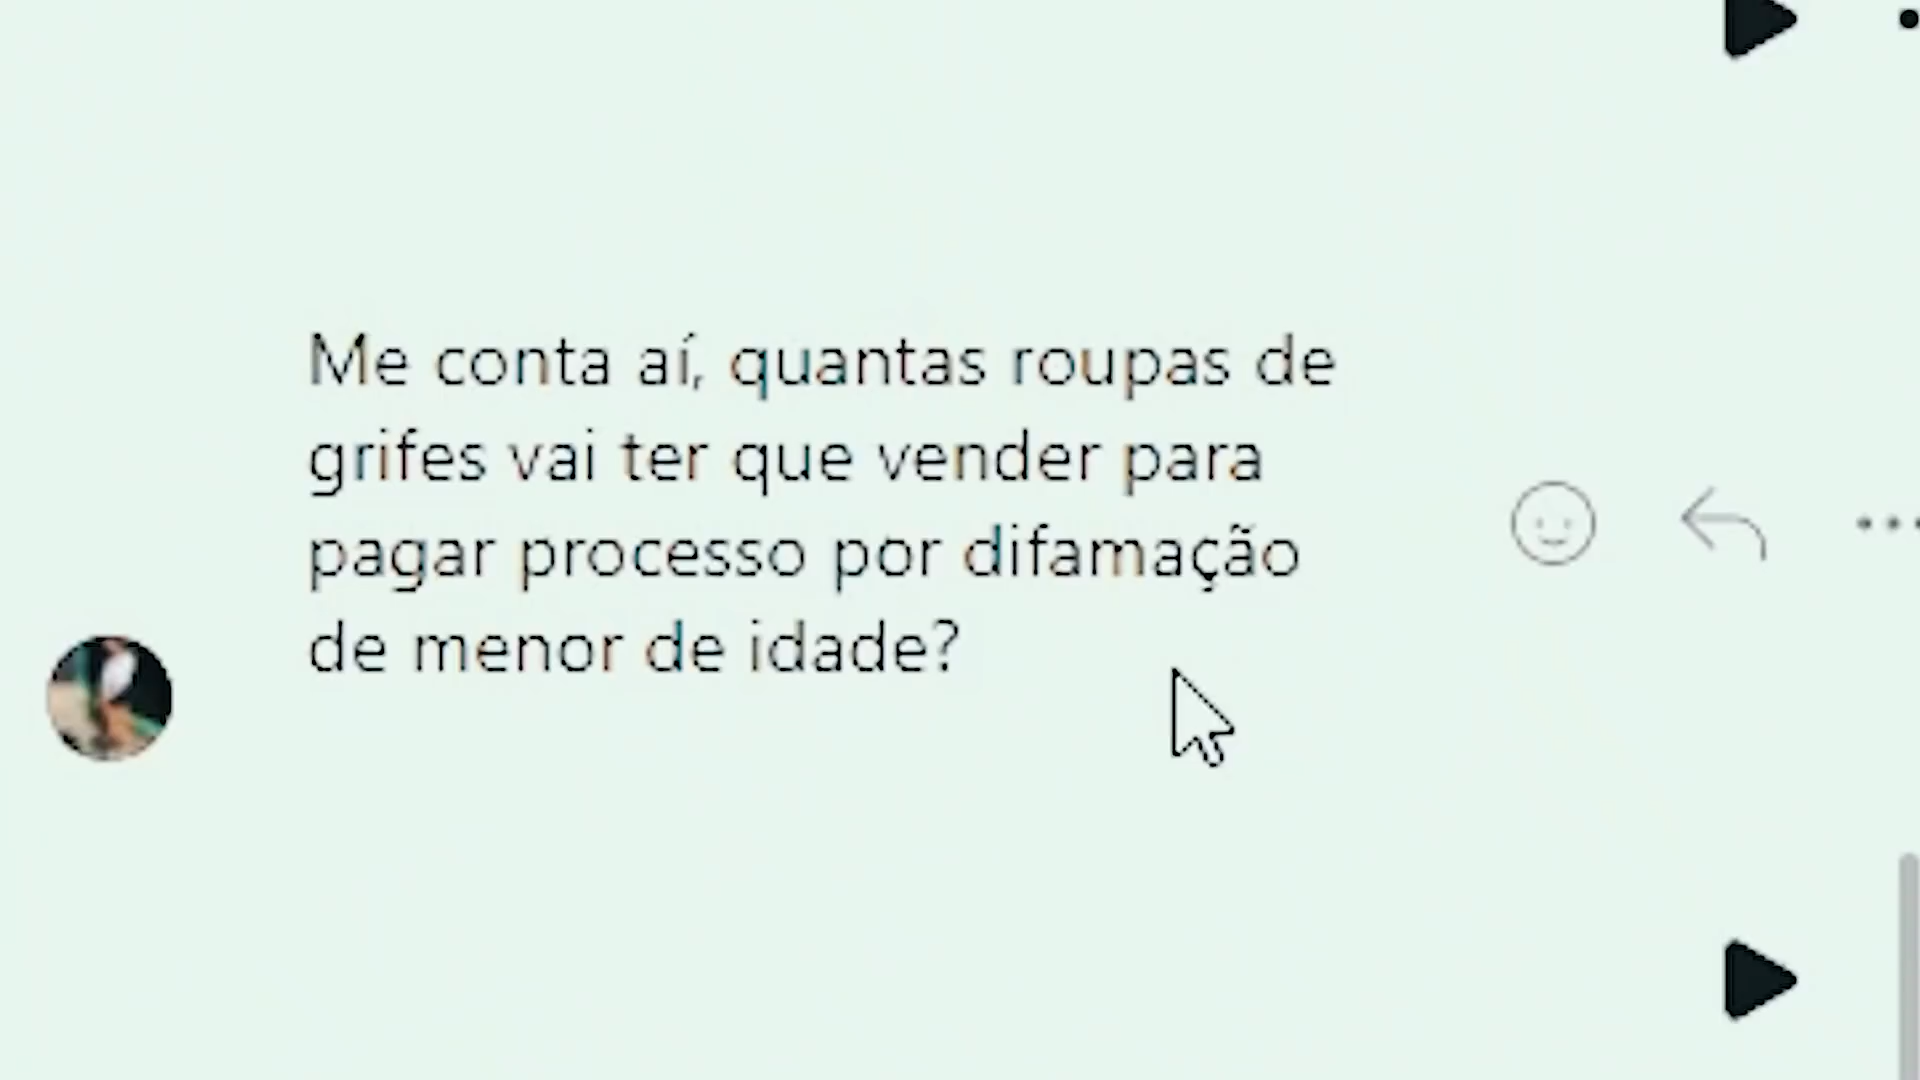 Me conta aí, quantas roupas de
grifes vai ter que vender para
pagar processo por difamação
de menor de idade?